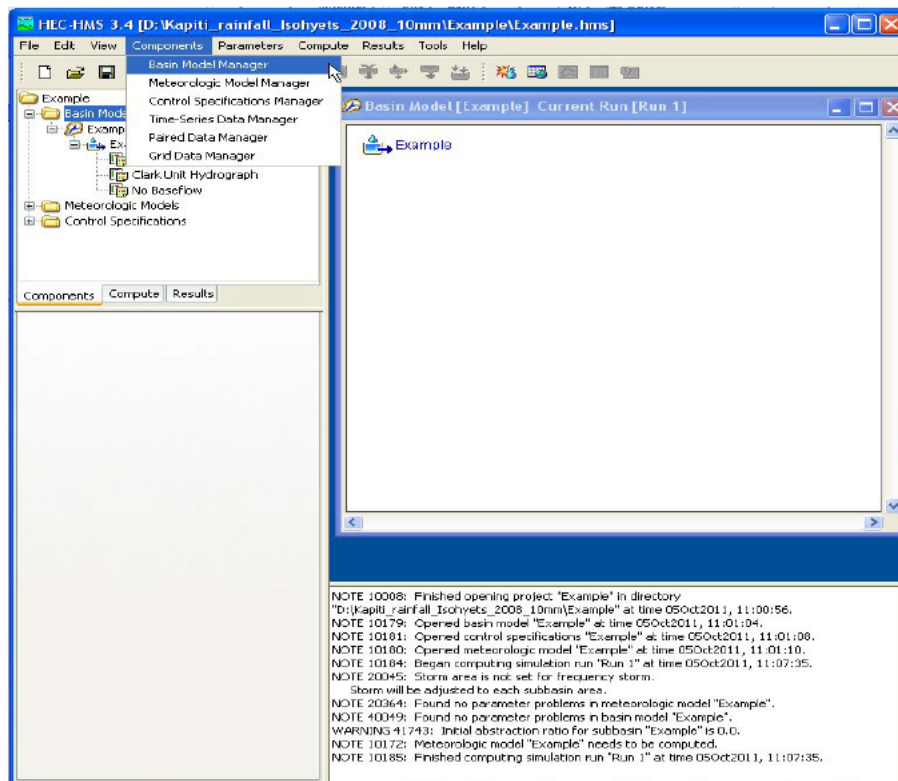 HEC-HMS 3.4 [D:\Kapiti_rainfall_Isohyets_2008_10mm\Example\Example.hms]
File Edit View Components Parameters Compute Results Tools Help
Basin Model Manager
Meteorologic Model Manager
Control Specifications Manager
Time-Series Data Manager
Paired Data Manager
Grid Data Manager
Example
Basin Mode
Examp
Ex
Clark Unit Hydrograph
No Baseflow
Meteorologic Models
Control Specifications
Components Compute Results
Basin Model [Example] Current Run [Run 1]
Example
NOTE 10008: Finished opening project "Example" in directory
"D:\Kapiti_rainfall_Isohyets_2008_10mm\Example" at time 05Oct2011, 11:00:56.
NOTE 10179: Opened basin model "Example" at time 05Oct2011, 11:01:04.
NOTE 10181: Opened control specifications "Example" at time 05Oct2011, 11:01:08.
NOTE 10180: Opened meteorologic model "Example" at time 05Oct2011, 11:01:10.
NOTE 10184: Began computing simulation run "Run 1" at time 05Oct2011, 11:07:35.
NOTE 20045: Storm area is not set for frequency storm.
Storm will be adjusted to each subbasin area.
NOTE 20364: Found no parameter problems in meteorologic model "Example".
NOTE 40049: Found no parameter problems in basin model "Example".
WARNING 41743: Initial abstraction ratio for subbasin "Example" is 0.0.
NOTE 10172: Meteorologic model "Example" needs to be computed.
NOTE 10185: Finished computing simulation run "Run 1" at time 05Oct2011, 11:07:35.